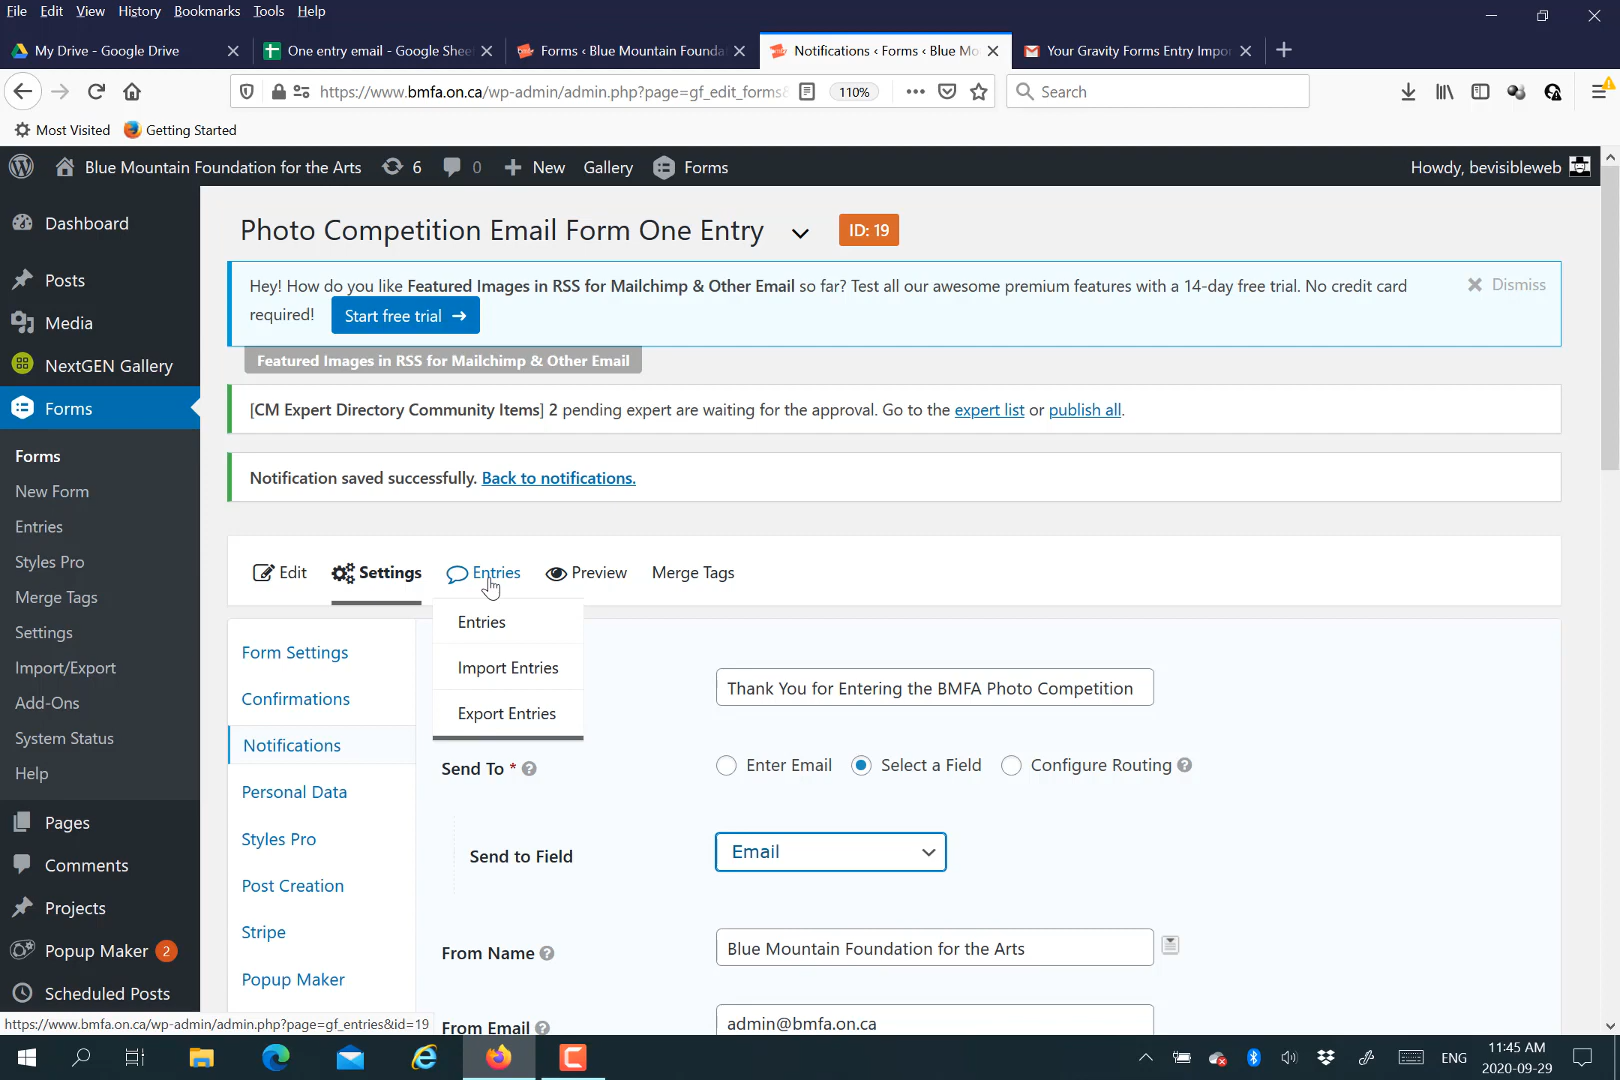 File Edit View History Bookmarks Tools Help
My Drive - Google Drive
One entry email - Google Shee
Forms ‹ Blue Mountain Founda
Notifications ‹ Forms ‹ Blue Mo
Your Gravity Forms Entry Impor
https://www.bmfa.on.ca/wp-admin/admin.php?page=gf_edit_forms&
110%
Search
Most Visited Getting Started
Blue Mountain Foundation for the Arts 6 0 New Gallery Forms
Howdy, bevisibleweb
Dashboard
Posts
Media
NextGEN Gallery
Forms
Forms
New Form
Entries
Styles Pro
Merge Tags
Settings
Import/Export
Add-Ons
System Status
Help
Pages
Comments
Projects
Popup Maker 2
Scheduled Posts
Photo Competition Email Form One Entry ID: 19
Hey! How do you like Featured Images in RSS for Mailchimp & Other Email so far? Test all our awesome premium features with a 14-day free trial. No credit card
required! Start free trial →
Dismiss
Featured Images in RSS for Mailchimp & Other Email
[CM Expert Directory Community Items] 2 pending expert are waiting for the approval. Go to the expert list or publish all.
Notification saved successfully. Back to notifications.
Edit Settings Entries Preview Merge Tags
Entries
Import Entries
Export Entries
Form Settings
Confirmations
Notifications
Personal Data
Styles Pro
Post Creation
Stripe
Popup Maker
Thank You for Entering the BMFA Photo Competition
Send To * Enter Email Select a Field Configure Routing
Send to Field Email
From Name Blue Mountain Foundation for the Arts
From Email admin@bmfa.on.ca
https://www.bmfa.on.ca/wp-admin/admin.php?page=gf_entries&id=19
ENG
11:45 AM
2020-09-29